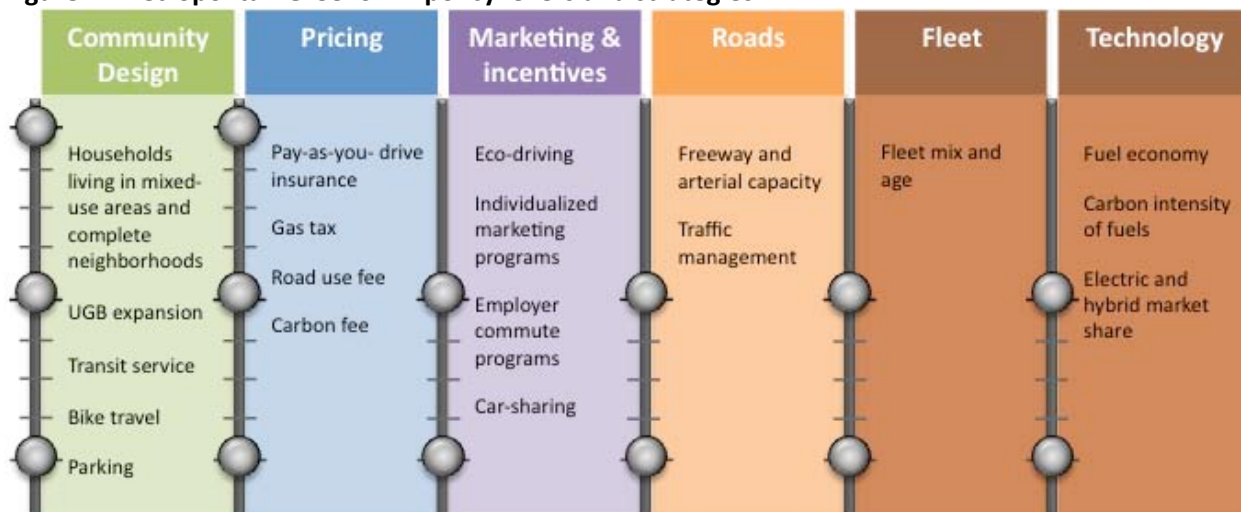 Community
Design
Households
living in mixed-
use areas and
complete
neighborhoods
UGB expansion
Transit service
Bike travel
Parking
Pricing
Pay-as-you- drive
insurance
Gas tax
Road use fee
Carbon fee
Marketing &
incentives
Eco-driving
Individualized
marketing
programs
Employer
commute
programs
Car-sharing
Roads
Freeway and
arterial capacity
Traffic
management
Fleet
Fleet mix and
age
Technology
Fuel economy
Carbon intensity
of fuels
Electric and
hybrid market
share